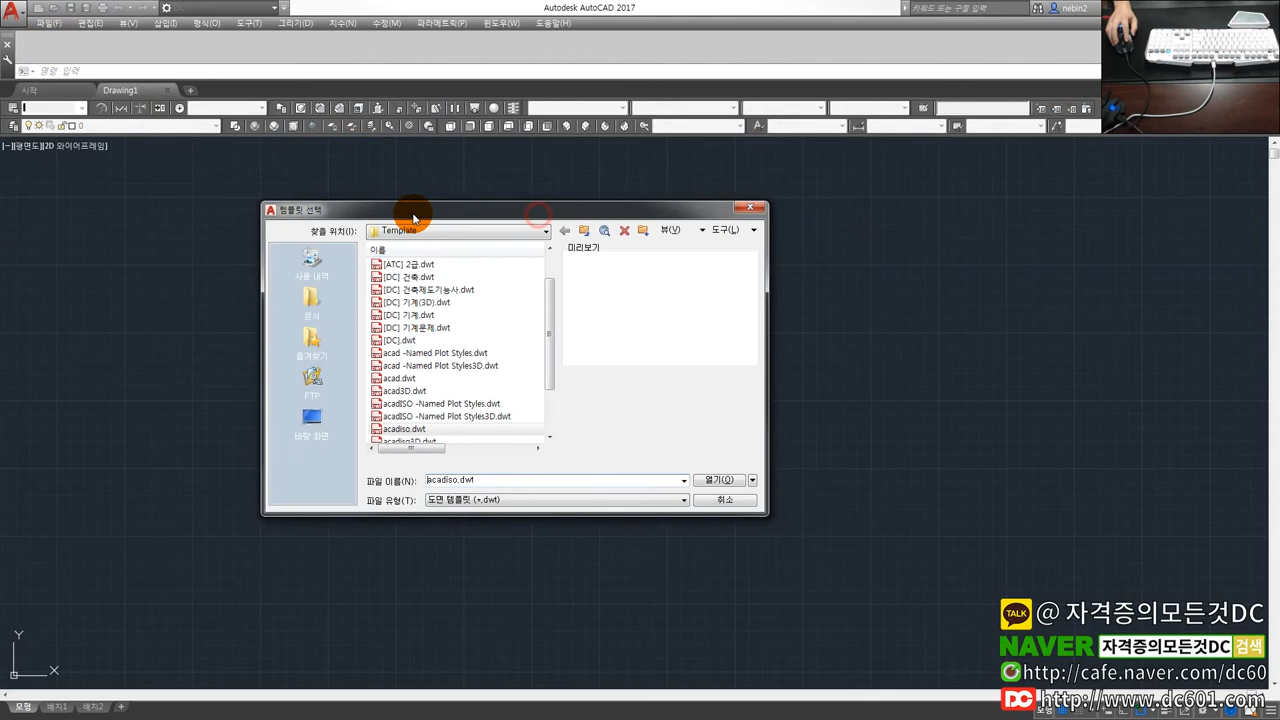 Autodesk AutoCAD 2017
키워드 또는 구절 입력
nebin2
파일(F) 편집(E) 뷰(V) 삽입(I) 형식(O) 도구(T) 그리기(D) 치수(N) 수정(M) 파라메트릭(P) 윈도우(W) 도움말(H)
명령 입력
시작 Drawing1
0
[−]평면도][2D 와이어프레임]
템플릿 선택
찾을 위치(I): Template
뷰(V) 도구(L)
이름
미리보기
[ATC] 2급.dwt
[DC] 건축.dwt
[DC] 건축제도기능사.dwt
[DC] 기계(3D).dwt
[DC] 기계.dwt
[DC] 기계문제.dwt
[DC].dwt
acad -Named Plot Styles.dwt
acad -Named Plot Styles3D.dwt
acad.dwt
acad3D.dwt
acadISO -Named Plot Styles.dwt
acadISO -Named Plot Styles3D.dwt
acadiso.dwt
acadiso3D.dwt
사용 내역
문서
즐겨찾기
FTP
바탕 화면
파일 이름(N): acadiso.dwt 열기(O)
파일 유형(T): 도면 템플릿 (*.dwt) 취소
Y
X
TALK @ 자격증의모든것DC
NAVER 자격증의모든것DC 검색
http://cafe.naver.com/dc60
DC http://www.dc601.com
모형 배치1 배치2 +
모형